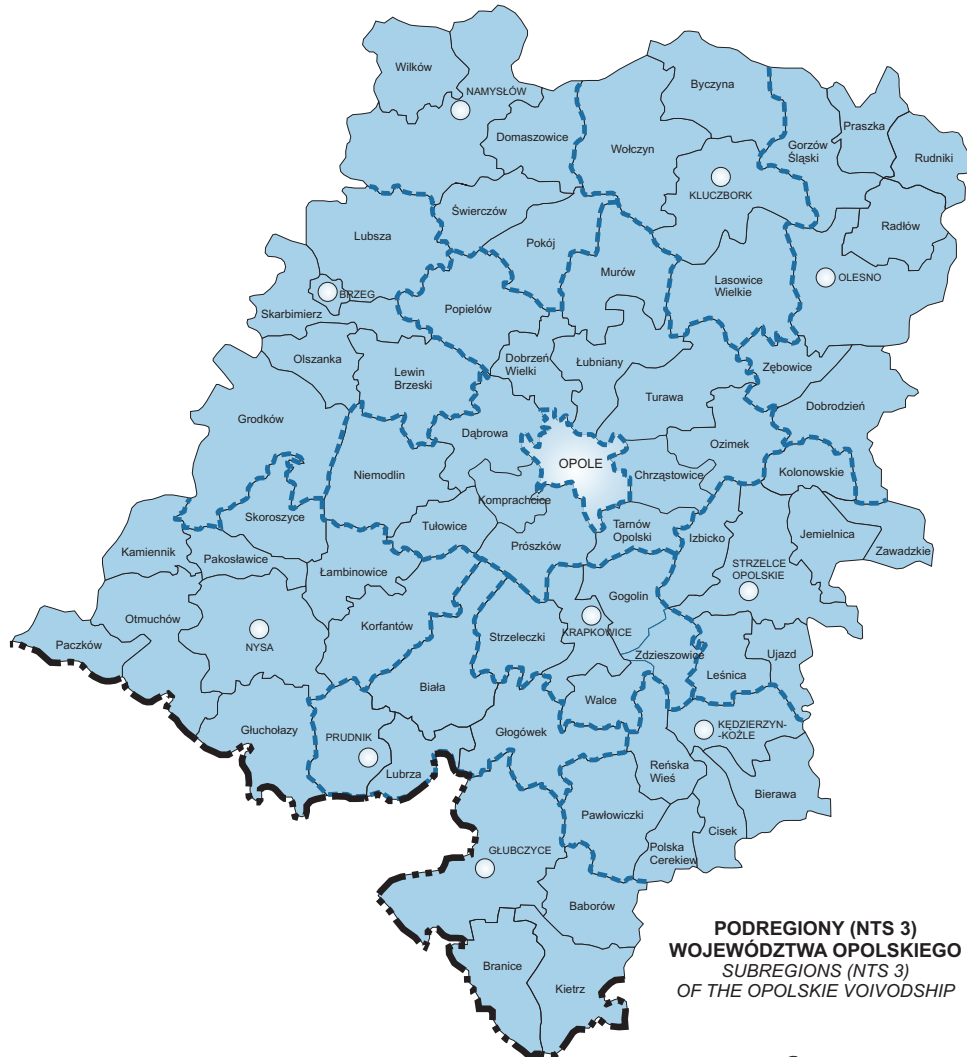 Wilków
NAMYSŁÓW
Domaszowice
Byczyna
Wołczyn
Gorzów
Śląski
Praszka
Rudniki
KLUCZBORK
Radłów
Świerczów
Lubsza
Pokój
Murów
Lasowice
Wielkie
OLESNO
BRZEG
Skarbimierz
Popielów
Olszanka
Lewin
Brzeski
Dobrzeń
Wielki
Łubniany
Zębowice
Turawa
Dobrodzień
Grodków
Dąbrowa
Ozimek
OPOLE
Niemodlin
Chrząstowice
Kolonowskie
Komprachcice
Skoroszyce
Tułowice
Tarnów
Opolski
Izbicko
Jemielnica
Zawadzkie
Kamiennik
Pakosławice
Prószków
Łambinowice
STRZELCE
OPOLSKIE
Gogolin
Otmuchów
Korfantów
Strzeleczki
KRAPKOWICE
Paczków
NYSA
Zdzieszowice
Ujazd
Leśnica
Biała
Walce
Głuchołazy
PRUDNIK
Głogówek
KĘDZIERZYN-
-KOŹLE
Lubrza
Reńska
Wieś
Bierawa
Pawłowiczki
Cisek
Polska
Cerekiew
GŁUBCZYCE
Baborów
Branice
Kietrz
PODREGIONY (NTS 3)
WOJEWÓDZTWA OPOLSKIEGO
SUBREGIONS (NTS 3)
OF THE OPOLSKIE VOIVODSHIP